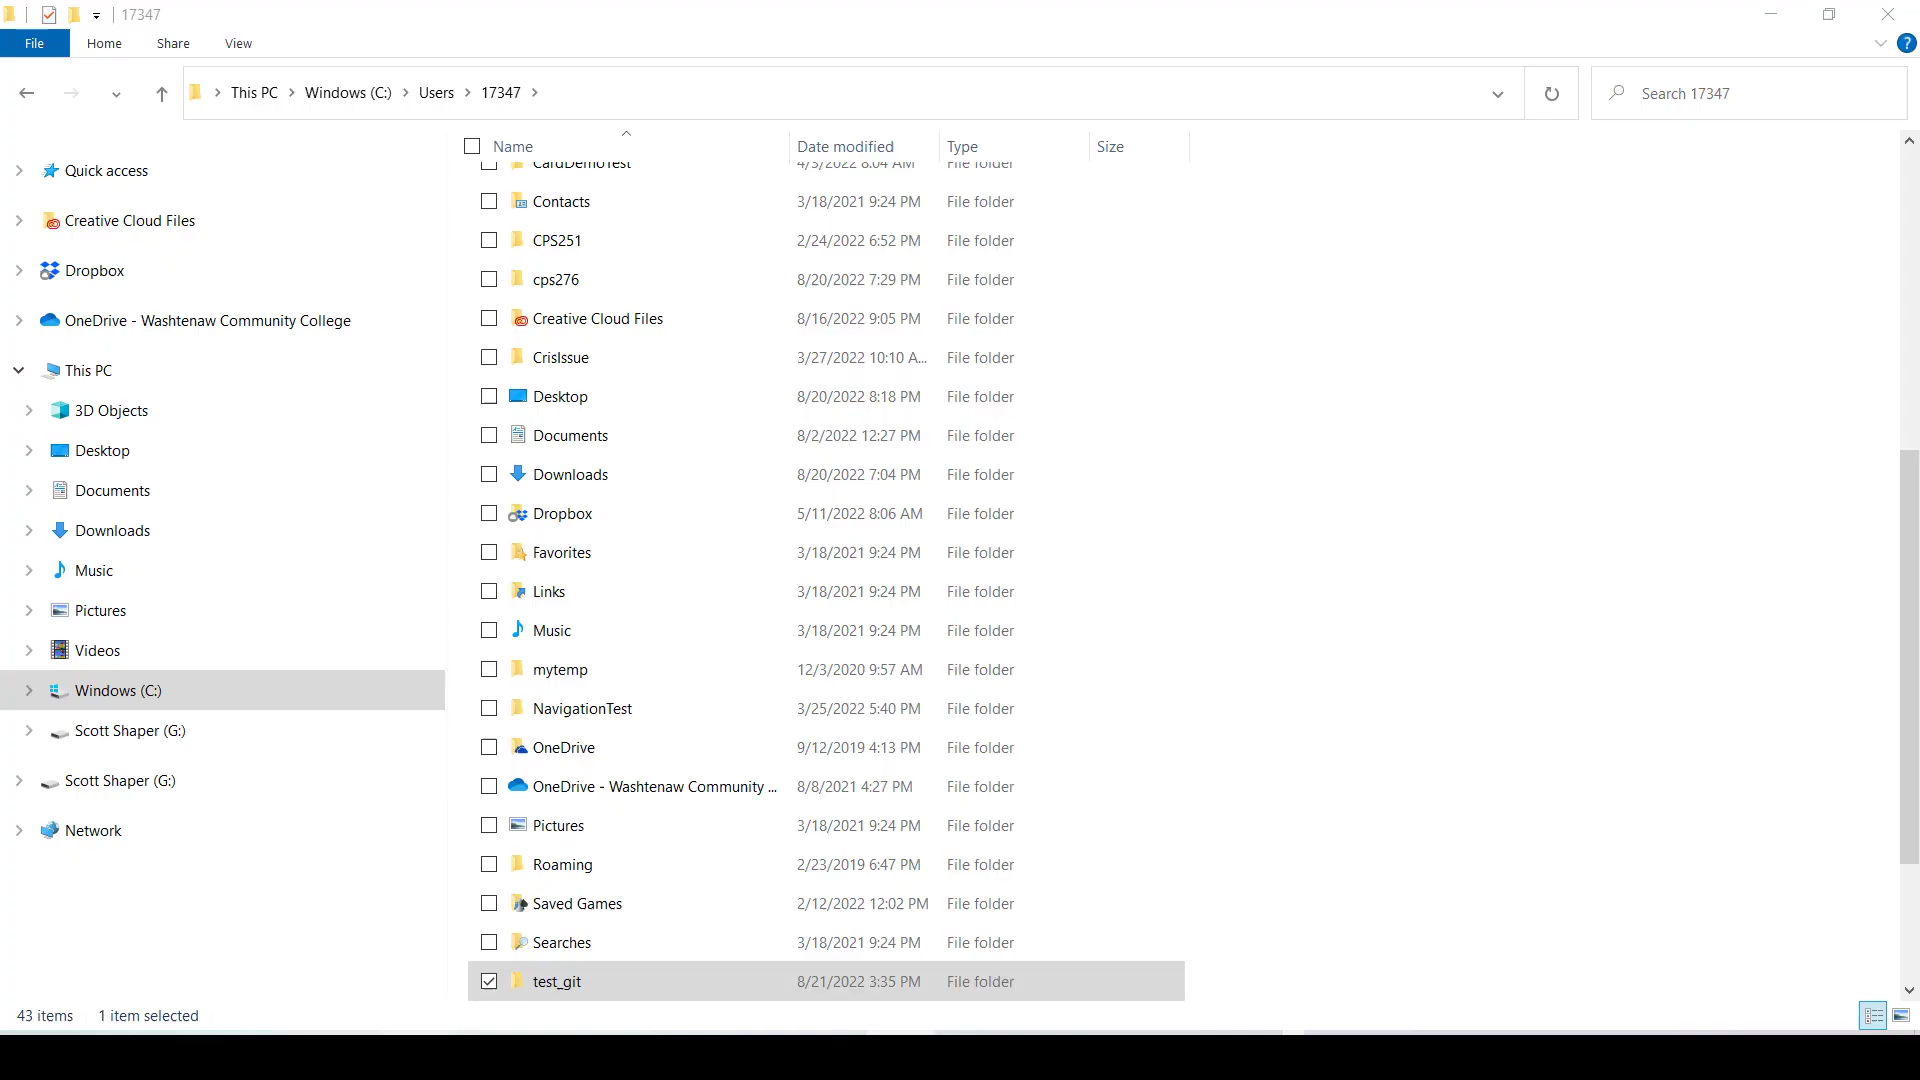 17347
File Home Share View
This PC Windows (C:) Users 17347
Search 17347
Name Date modified Type Size
CardDemoTest 4/3/2022 8:04 AM File folder
Contacts 3/18/2021 9:24 PM File folder
CPS251 2/24/2022 6:52 PM File folder
cps276 8/20/2022 7:29 PM File folder
Creative Cloud Files 8/16/2022 9:05 PM File folder
CrisIssue 3/27/2022 10:10 A... File folder
Desktop 8/20/2022 8:18 PM File folder
Documents 8/2/2022 12:27 PM File folder
Downloads 8/20/2022 7:04 PM File folder
Dropbox 5/11/2022 8:06 AM File folder
Favorites 3/18/2021 9:24 PM File folder
Links 3/18/2021 9:24 PM File folder
Music 3/18/2021 9:24 PM File folder
mytemp 12/3/2020 9:57 AM File folder
NavigationTest 3/25/2022 5:40 PM File folder
OneDrive 9/12/2019 4:13 PM File folder
OneDrive - Washtenaw Community ... 8/8/2021 4:27 PM File folder
Pictures 3/18/2021 9:24 PM File folder
Roaming 2/23/2019 6:47 PM File folder
Saved Games 2/12/2022 12:02 PM File folder
Searches 3/18/2021 9:24 PM File folder
test_git 8/21/2022 3:35 PM File folder
Quick access
Creative Cloud Files
Dropbox
OneDrive - Washtenaw Community College
This PC
3D Objects
Desktop
Documents
Downloads
Music
Pictures
Videos
Windows (C:)
Scott Shaper (G:)
Scott Shaper (G:)
Network
43 items 1 item selected